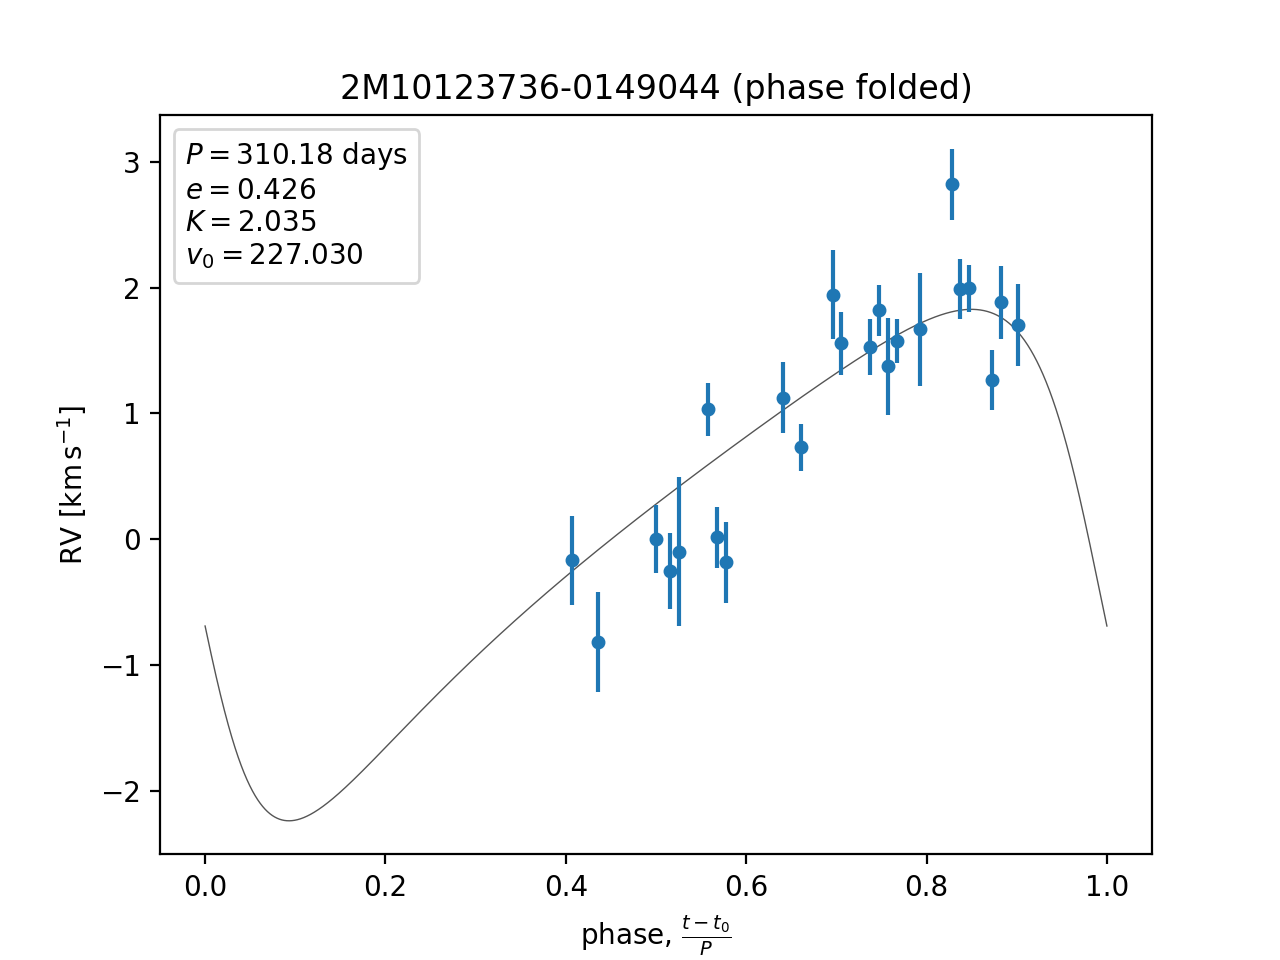 2M10123736-0149044 (phase folded)
P = 310.18 days
e = 0.426
K = 2.035
v₀ = 227.030
3
2
1
0
−1
−2
RV [km s⁻¹]
0.0 0.2 0.4 0.6 0.8 1.0
phase, (t − t₀)/P